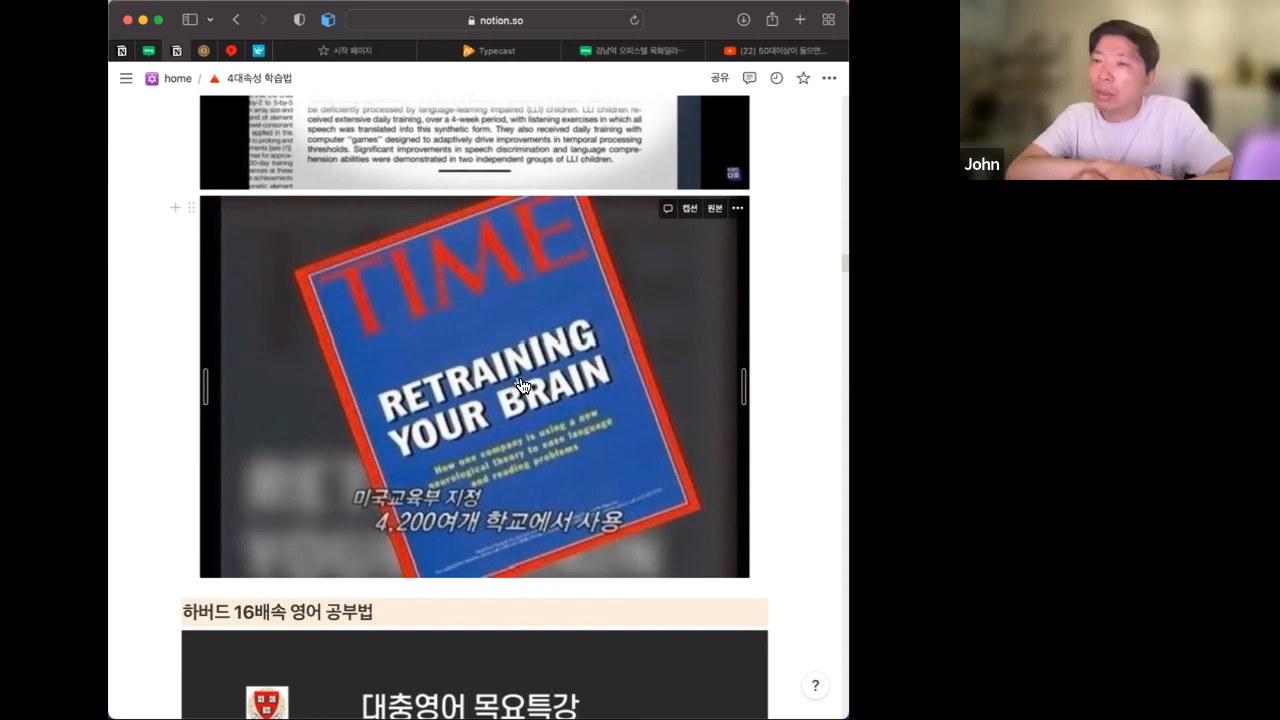 notion.so
시작 페이지
Typecast
강남역 오피스텔 목화밀라…
(22) 50대이상이 들으면…
home / 4대속성 학습법
공유
be deficiently processed by language-learning impaired (LLI) children. LLI children re-
ceived extensive daily training, over a 4-week period, with listening exercises in which all
speech was translated into this synthetic form. They also received daily training with
computer "games" designed to adaptively drive improvements in temporal processing
thresholds. Significant improvements in speech discrimination and language compre-
hension abilities were demonstrated in two independent groups of LLI children.
캡션
원본
TIME
RETRAINING
YOUR BRAIN
How one company is using a new
neurological theory to ease language
and reading problems
미국교육부 지정
4,200여개 학교에서 사용
하버드 16배속 영어 공부법
대충영어 목요특강
?
John